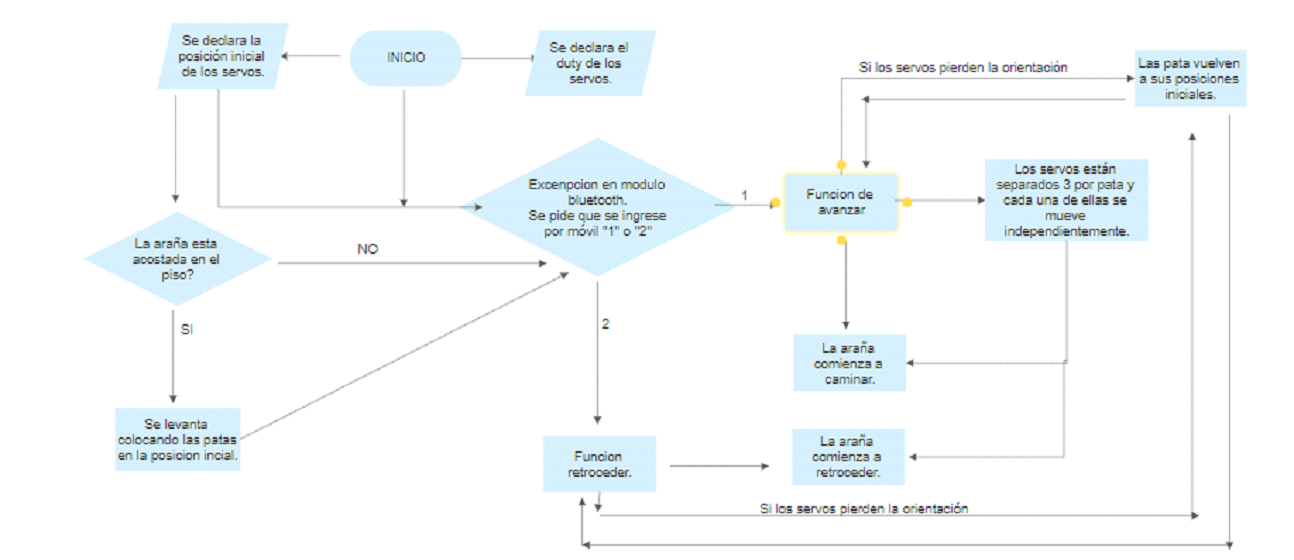 Se declara la
posición inicial
de los servos.
INICIO
Se declara el
duty de los
servos.
Si los servos pierden la orientación
Las pata vuelven
a sus posiciones
iniciales.
Excenpcion en modulo
bluetooth.
Se pide que se ingrese
por móvil "1" o "2"
1
Funcion de
avanzar
Los servos están
separados 3 por pata y
cada una de ellas se
mueve
independientemente.
La araña esta
acostada en el
piso?
NO
SI
2
La araña
comienza a
caminar.
Se levanta
colocando las patas
en la posicion incial.
Funcion
retroceder.
La araña
comienza a
retroceder.
Si los servos pierden la orientación